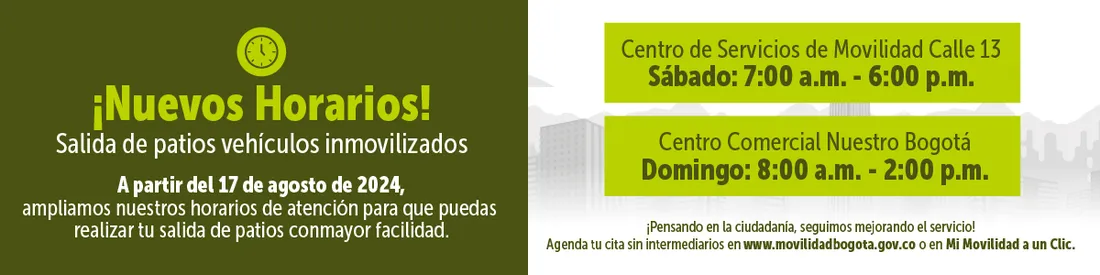 ¡Nuevos Horarios!
Salida de patios vehículos inmovilizados
A partir del 17 de agosto de 2024,
ampliamos nuestros horarios de atención para que puedas
realizar tu salida de patios conmayor facilidad.
Centro de Servicios de Movilidad Calle 13
Sábado: 7:00 a.m. - 6:00 p.m.
Centro Comercial Nuestro Bogotá
Domingo: 8:00 a.m. - 2:00 p.m.
¡Pensando en la ciudadanía, seguimos mejorando el servicio!
Agenda tu cita sin intermediarios en www.movilidadbogota.gov.co o en Mi Movilidad a un Clic.